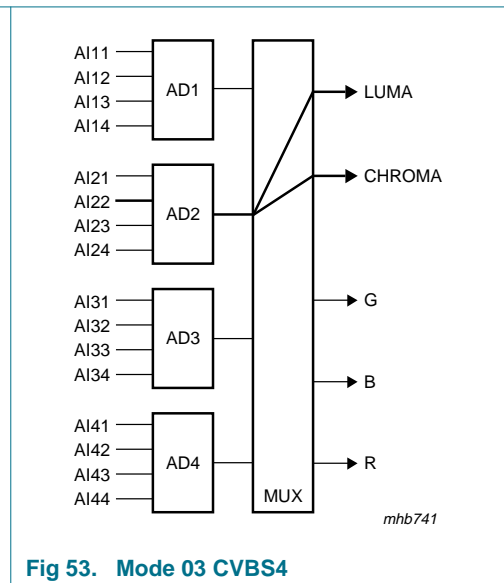 AI11
AI12
AI13
AI14
AD1
LUMA
AI21
AI22
AI23
AI24
AD2
CHROMA
AI31
AI32
AI33
AI34
AD3
G
B
AI41
AI42
AI43
AI44
AD4
R
MUX
mhb741
Fig 53. Mode 03 CVBS4